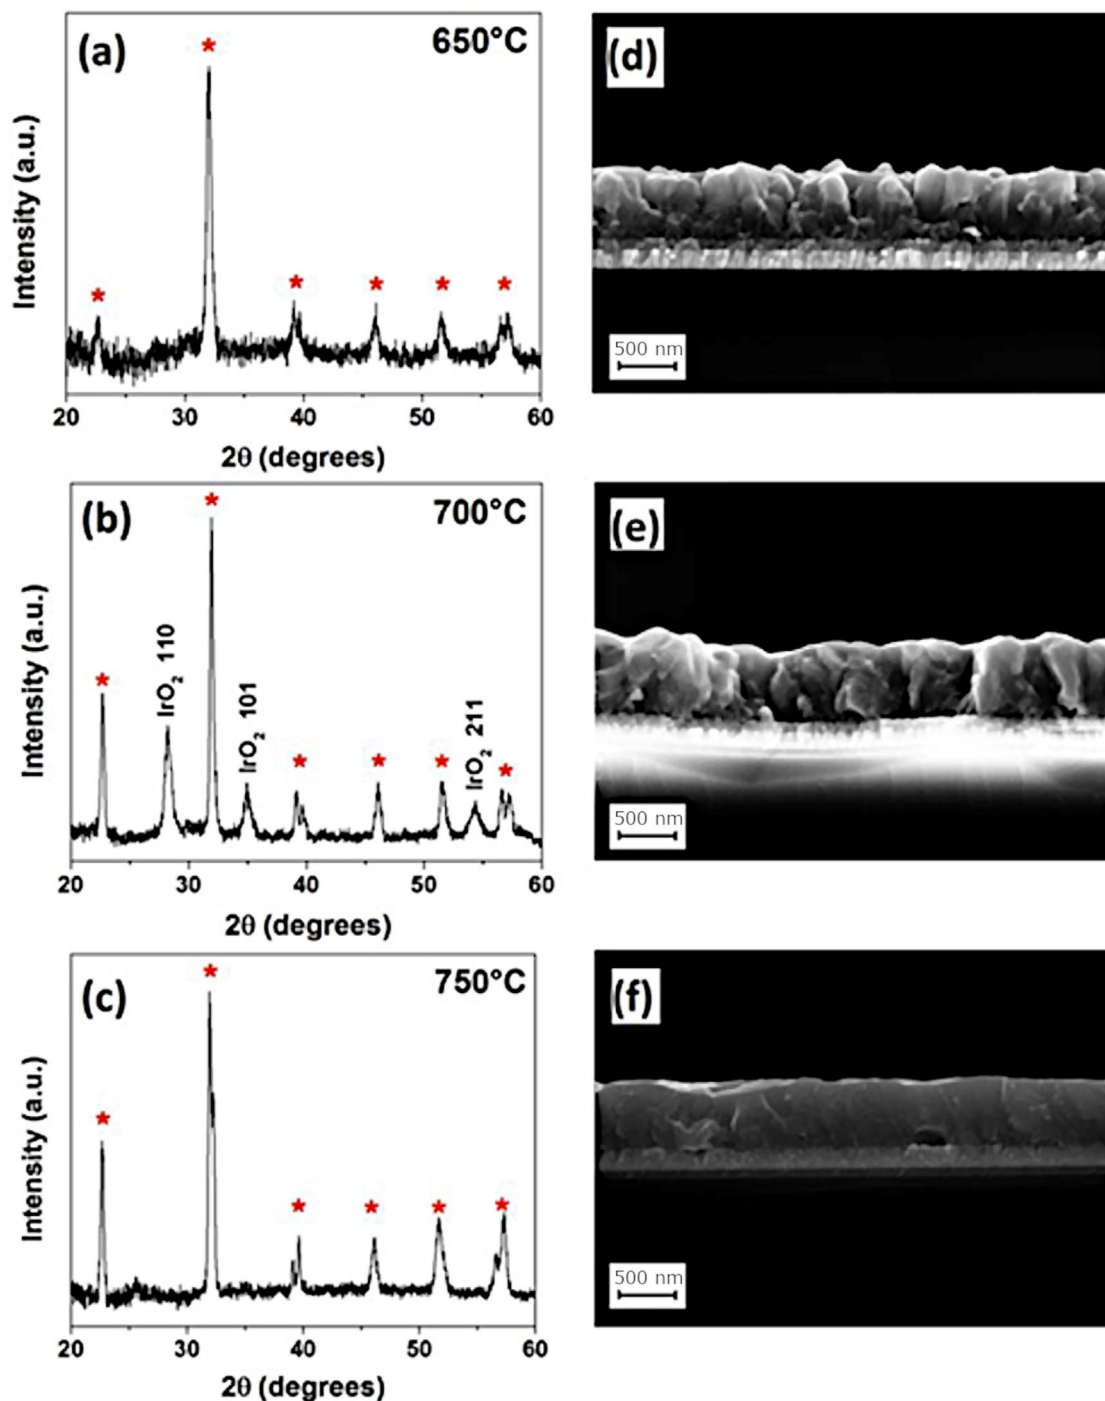 (a)
650°C
Intensity (a.u.)
20 30 40 50 60
2θ (degrees)
(d)
500 nm
(b)
700°C
IrO2 110
IrO2 101
IrO2 211
Intensity (a.u.)
20 30 40 50 60
2θ (degrees)
(e)
500 nm
(c)
750°C
Intensity (a.u.)
20 30 40 50 60
2θ (degrees)
(f)
500 nm